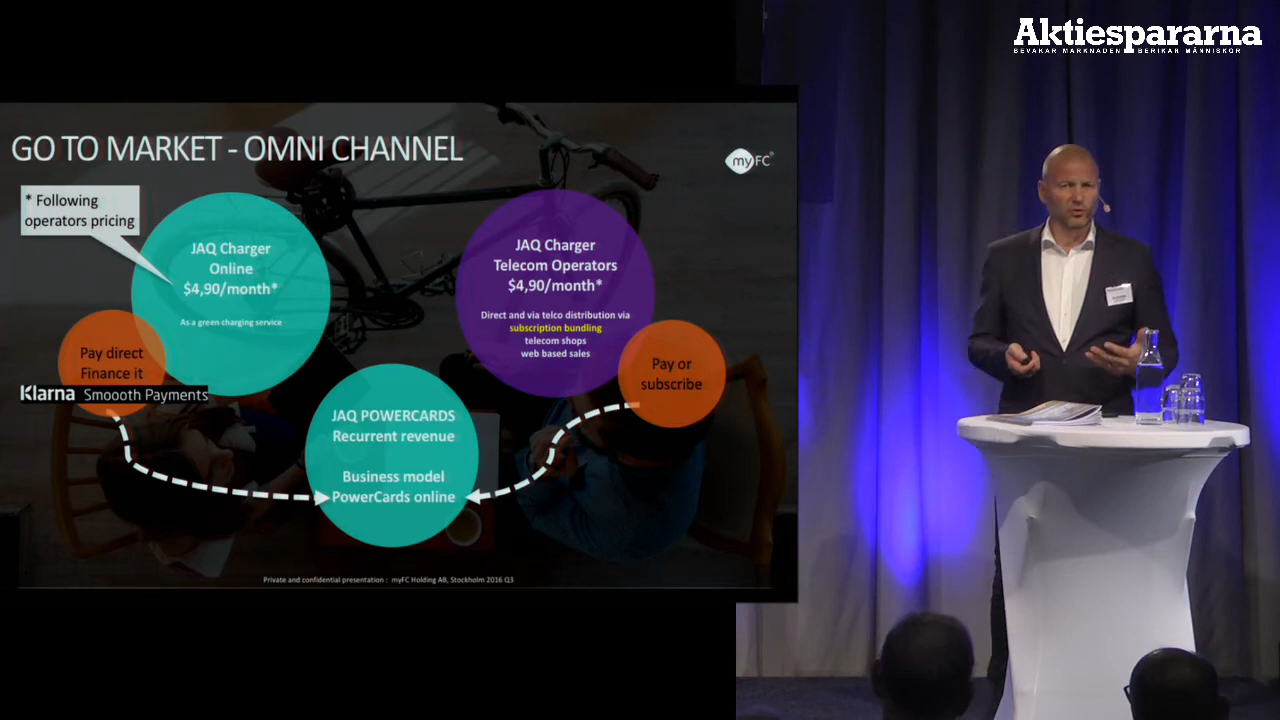 Aktiespararna
BEVAKAR MARKNADEN BERIKAR MÄNNISKOR
GO TO MARKET - OMNI CHANNEL
myFC®
* Following
operators pricing
JAQ Charger
Online
$4,90/month*
As a green charging service
Pay direct
Finance it
Klarna Smoooth Payments
JAQ Charger
Telecom Operators
$4,90/month*
Direct and via telco distribution via
subscription bundling
telecom shops
web based sales
Pay or
subscribe
JAQ POWERCARDS
Recurrent revenue
Business model
PowerCards online
Private and confidential presentation : myFC Holding AB, Stockholm 2016 Q3